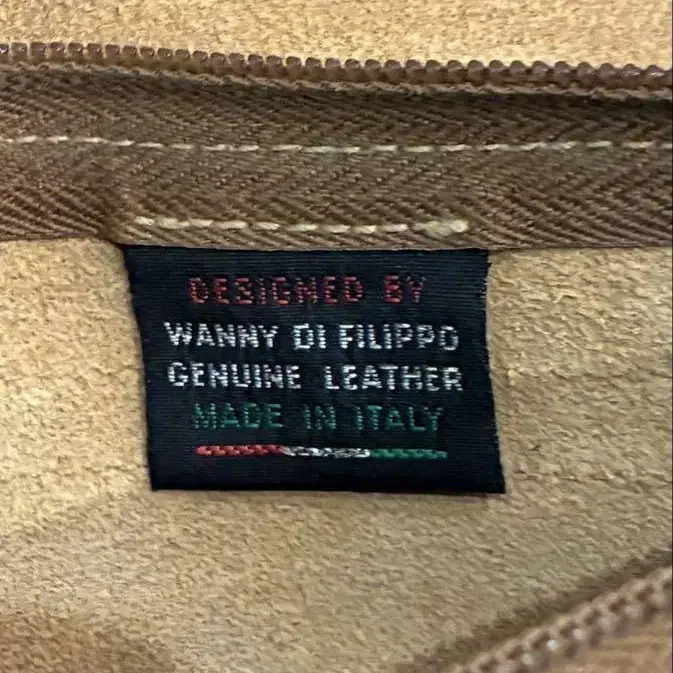 DESIGNED BY
WANNY DI FILIPPO
GENUINE LEATHER
MADE IN ITALY